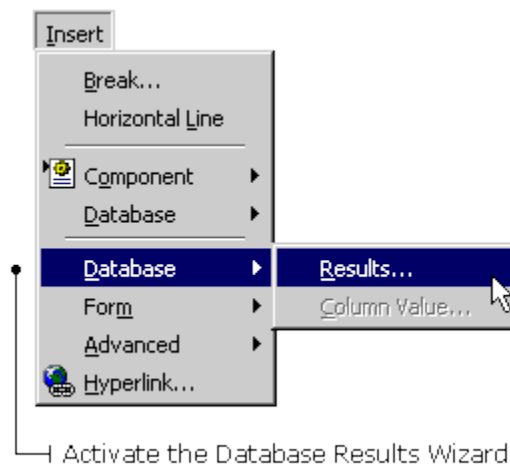 Insert
Break...
Horizontal Line
Component
Database
Database
Results...
Form
Column Value...
Advanced
Hyperlink...
Activate the Database Results Wizard